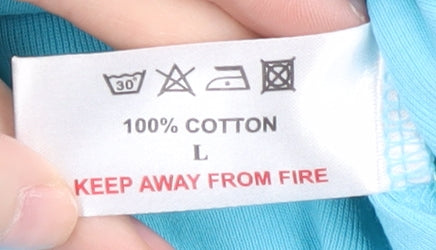 30°
100% COTTON
L
KEEP AWAY FROM FIRE